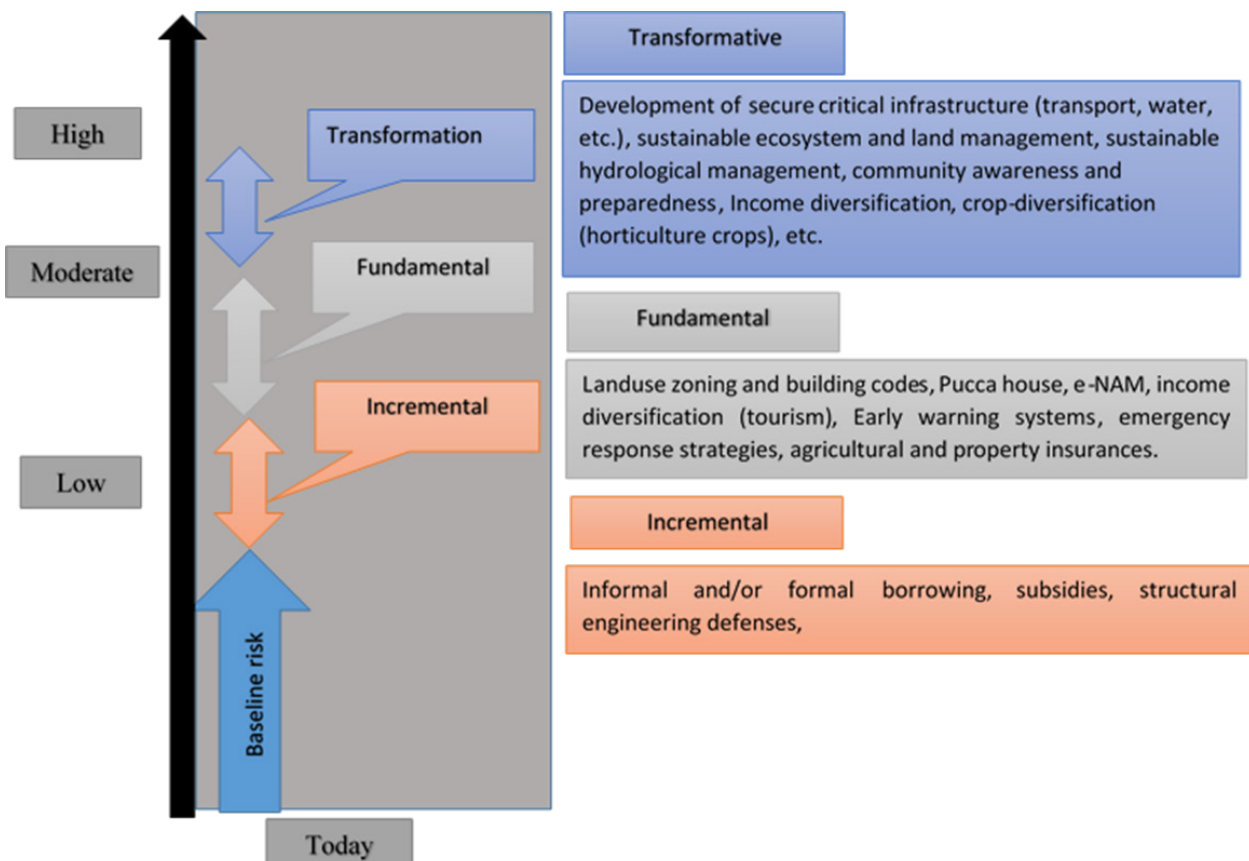 Transformative
Development of secure critical infrastructure (transport, water,
etc.), sustainable ecosystem and land management, sustainable
hydrological management, community awareness and
preparedness, Income diversification, crop-diversification
(horticulture crops), etc.
High
Transformation
Moderate
Fundamental
Fundamental
Landuse zoning and building codes, Pucca house, e-NAM, income
diversification (tourism), Early warning systems, emergency
response strategies, agricultural and property insurances.
Incremental
Low
Incremental
Informal and/or formal borrowing, subsidies, structural
engineering defenses,
Baseline risk
Today